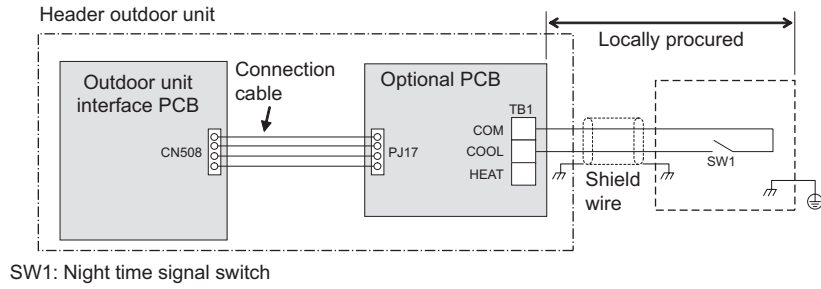 Header outdoor unit
Locally procured
Outdoor unit
interface PCB
Connection
cable
Optional PCB
TB1
CN508
PJ17
COM
COOL
HEAT
SW1
Shield
wire
SW1: Night time signal switch